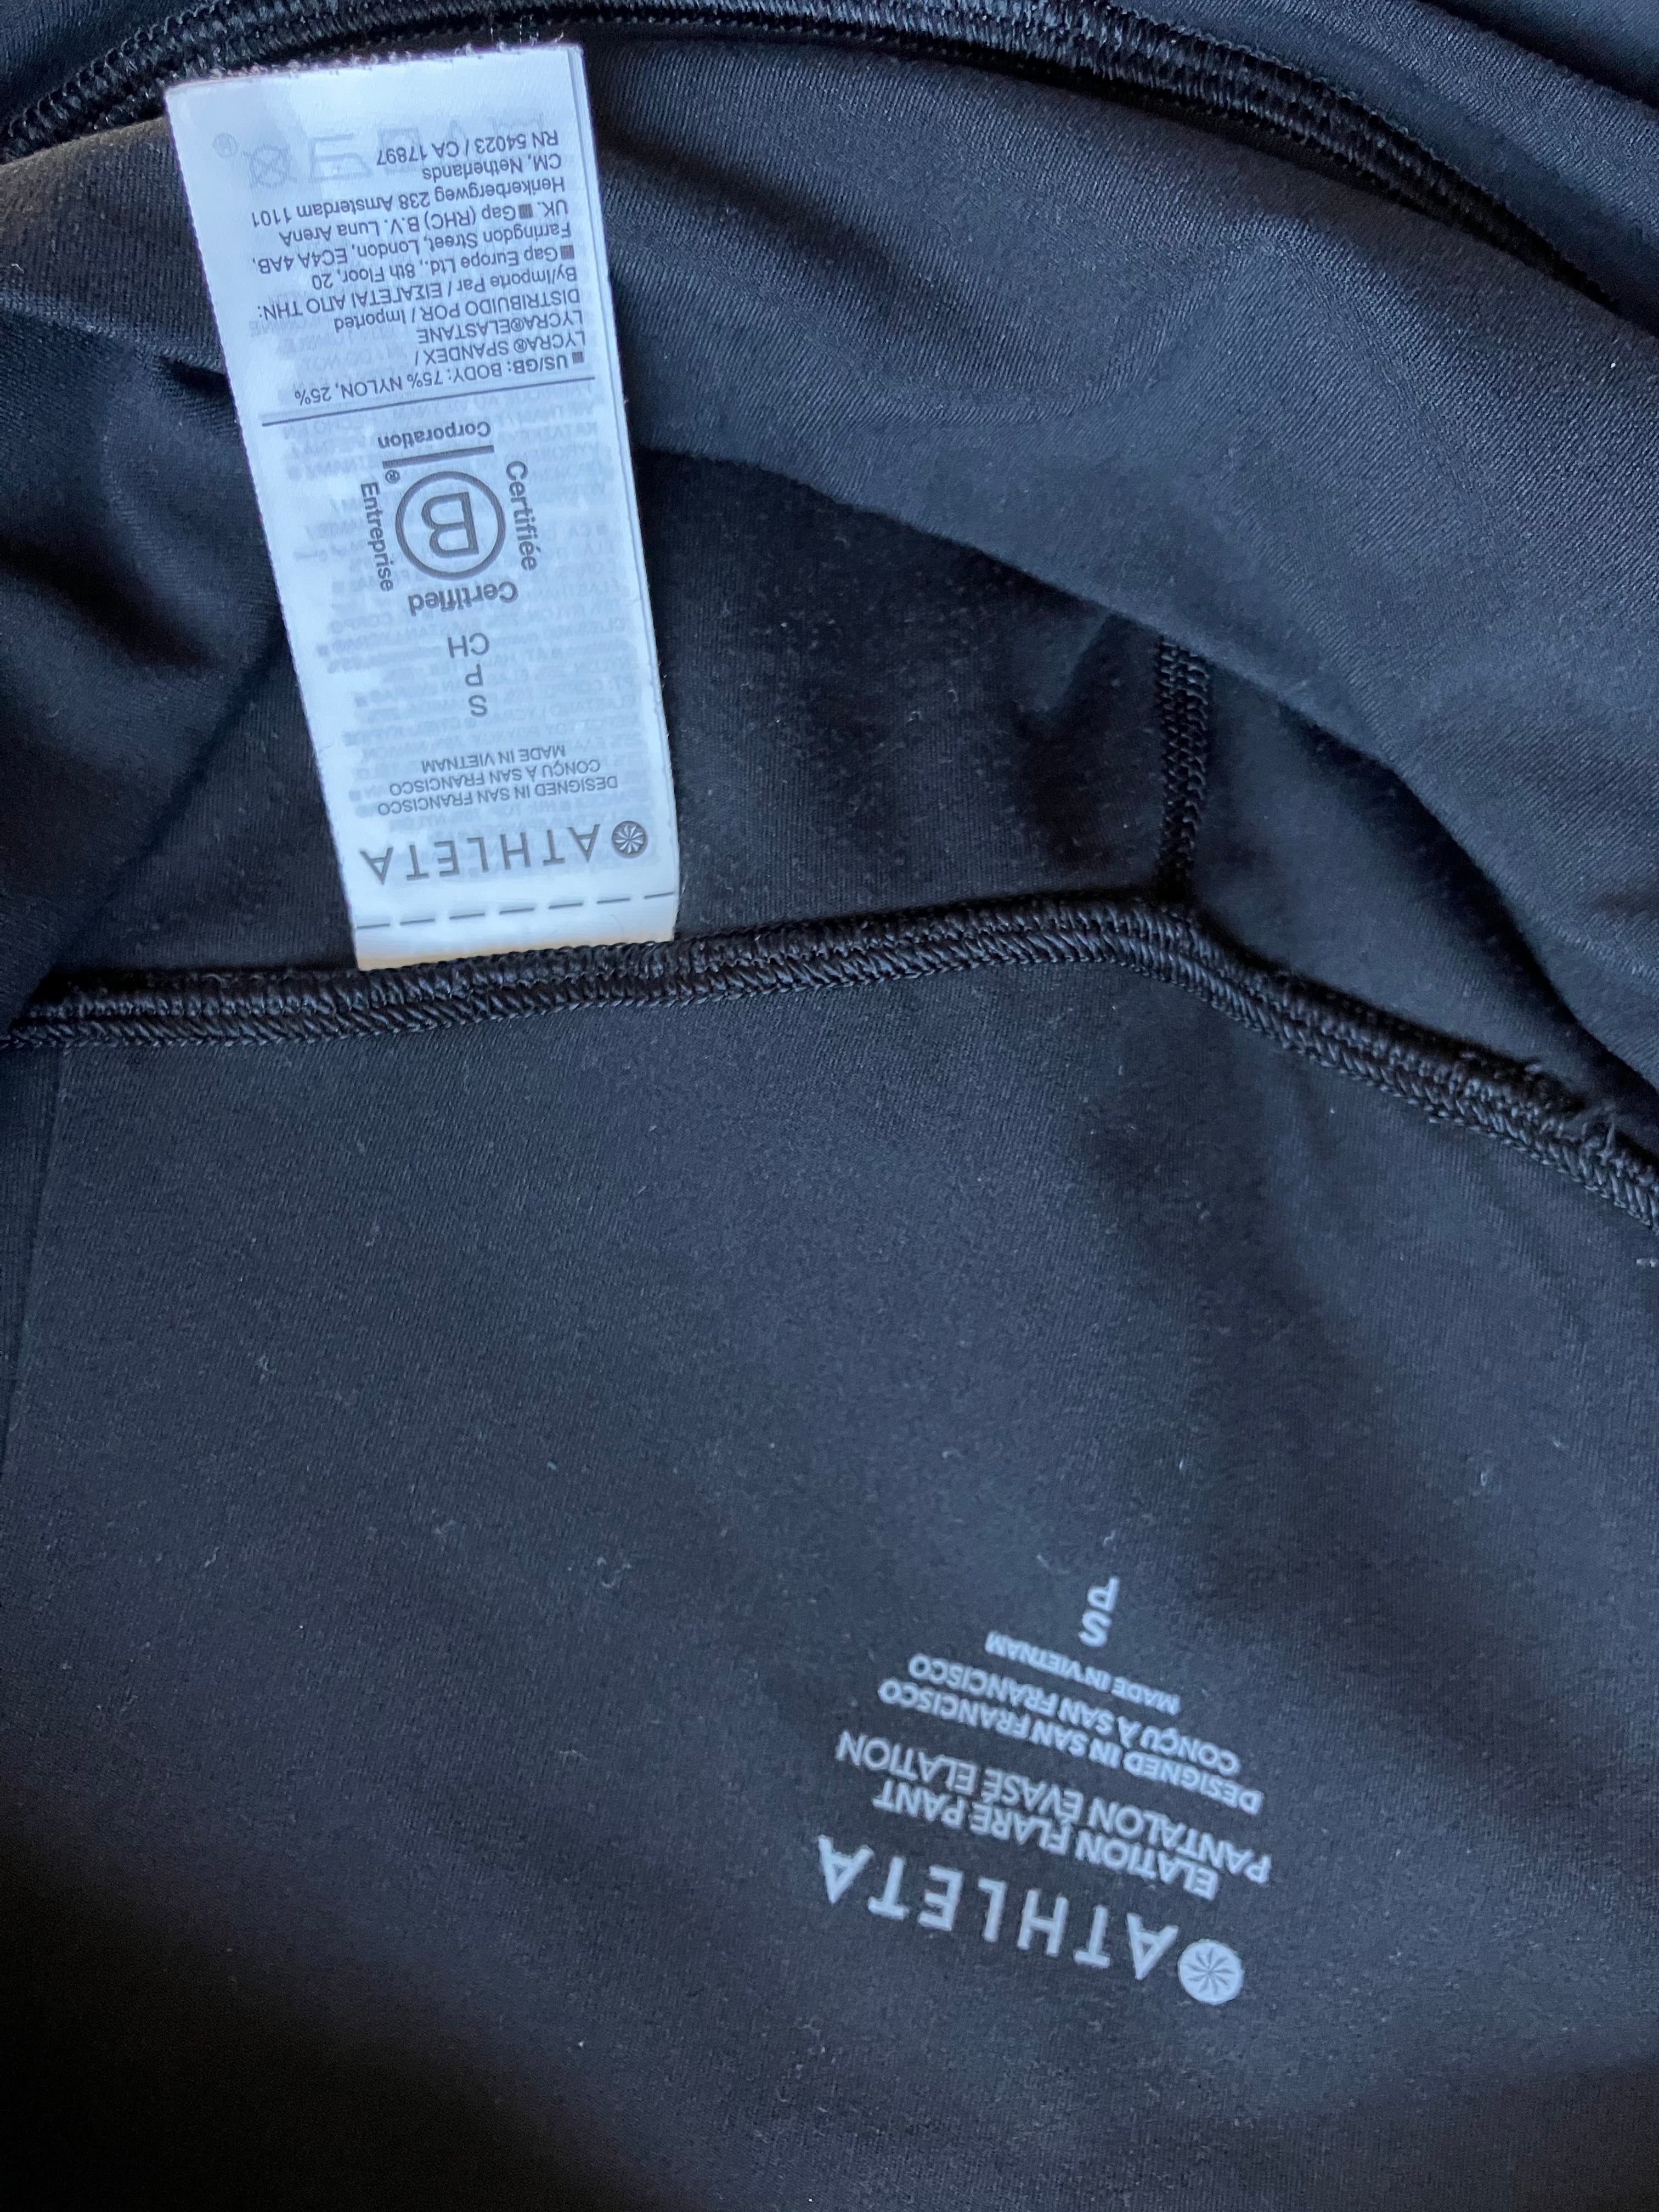 ATHLETA
DESIGNED IN SAN FRANCISCO
CONÇU À SAN FRANCISCO
MADE IN VIETNAM
S
P
CH
Certified
Certifiée
B
Entreprise
®
Corporation
■ US/GB: BODY: 75% NYLON, 25%
LYCRA® SPANDEX /
LYCRA®ELASTANE
DISTRIBUIDO POR / Imported
By/Importe Par / ΕΙΣΑΓΕΤΑΙ ΑΠΟ ΤΗΝ:
■ Gap Europe Ltd., 8th Floor, 20
Farringdon Street, London, EC4A 4AB,
UK. ■ Gap (RHC) B.V. Luna ArenA
Herikerbergweg 238 Amsterdam 1101
CM, Netherlands
RN 54023 / CA 17897
ATHLETA
ELATION FLARE PANT
PANTALON ÉVASÉ ELATION
DESIGNED IN SAN FRANCISCO
CONÇU À SAN FRANCISCO
MADE IN VIETNAM
S
P